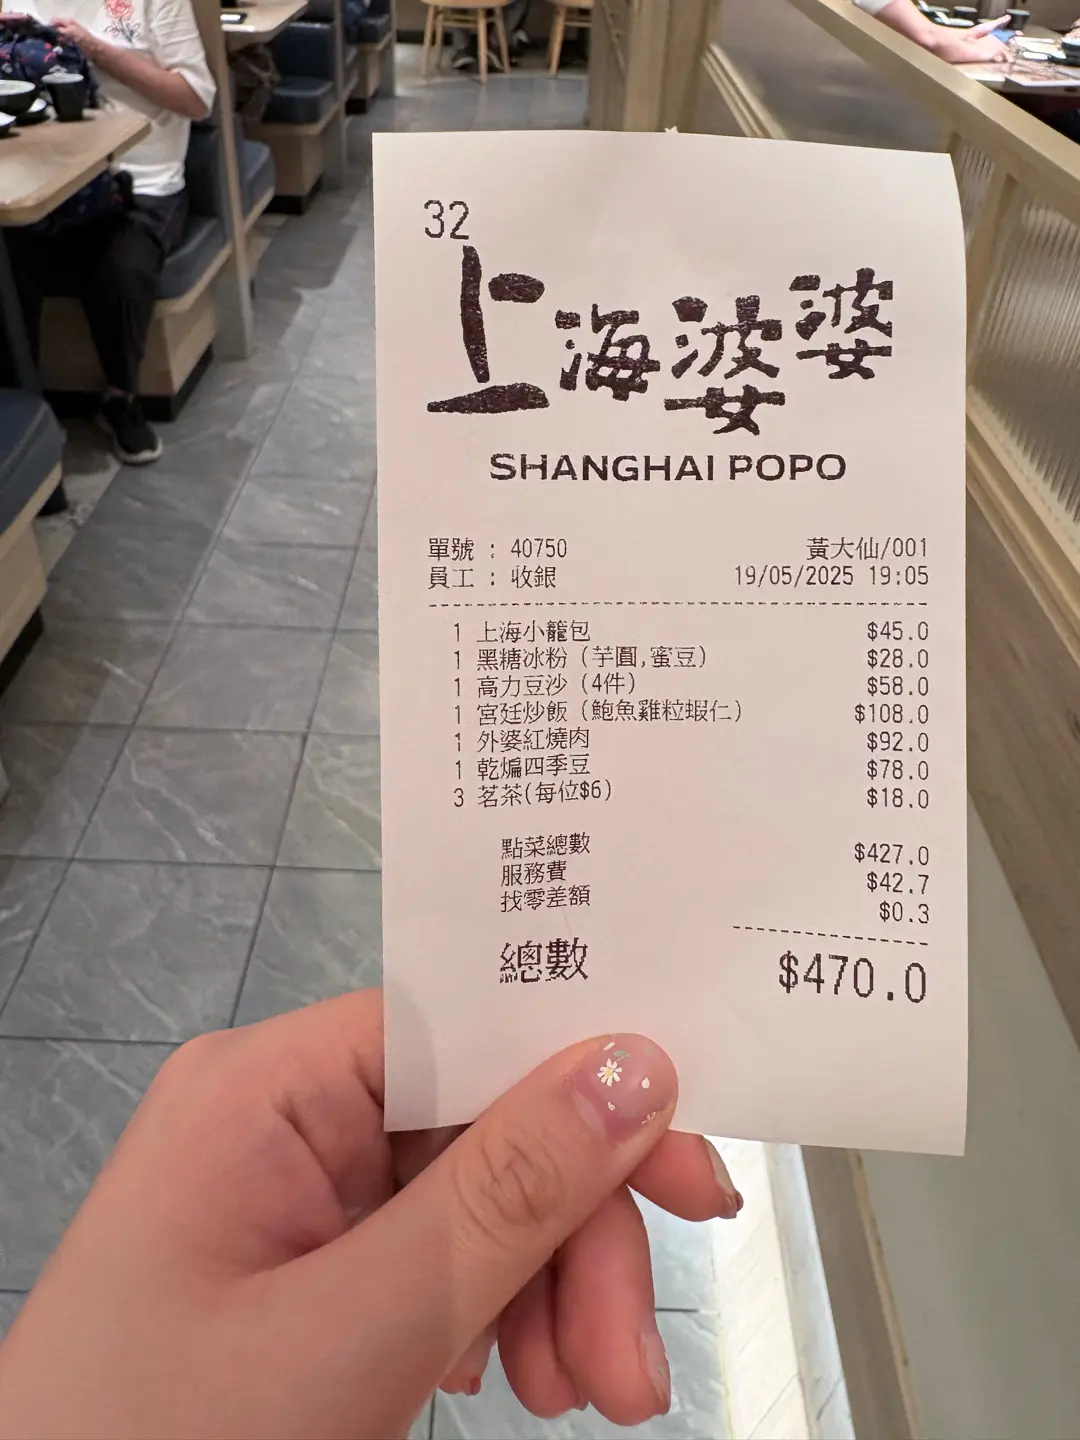 32
上海婆婆
SHANGHAI POPO
單號 : 40750 黃大仙/001
員工 : 收銀 19/05/2025 19:05
1 上海小籠包 $45.0
1 黑糖冰粉 (芋圓,蜜豆) $28.0
1 高力豆沙 (4件) $58.0
1 宮廷炒飯 (鮑魚雞粒蝦仁) $108.0
1 外婆紅燒肉 $92.0
1 乾煸四季豆 $78.0
3 茗茶(每位$6) $18.0
點菜總數 $427.0
服務費 $42.7
找零差額 $0.3
總數 $470.0